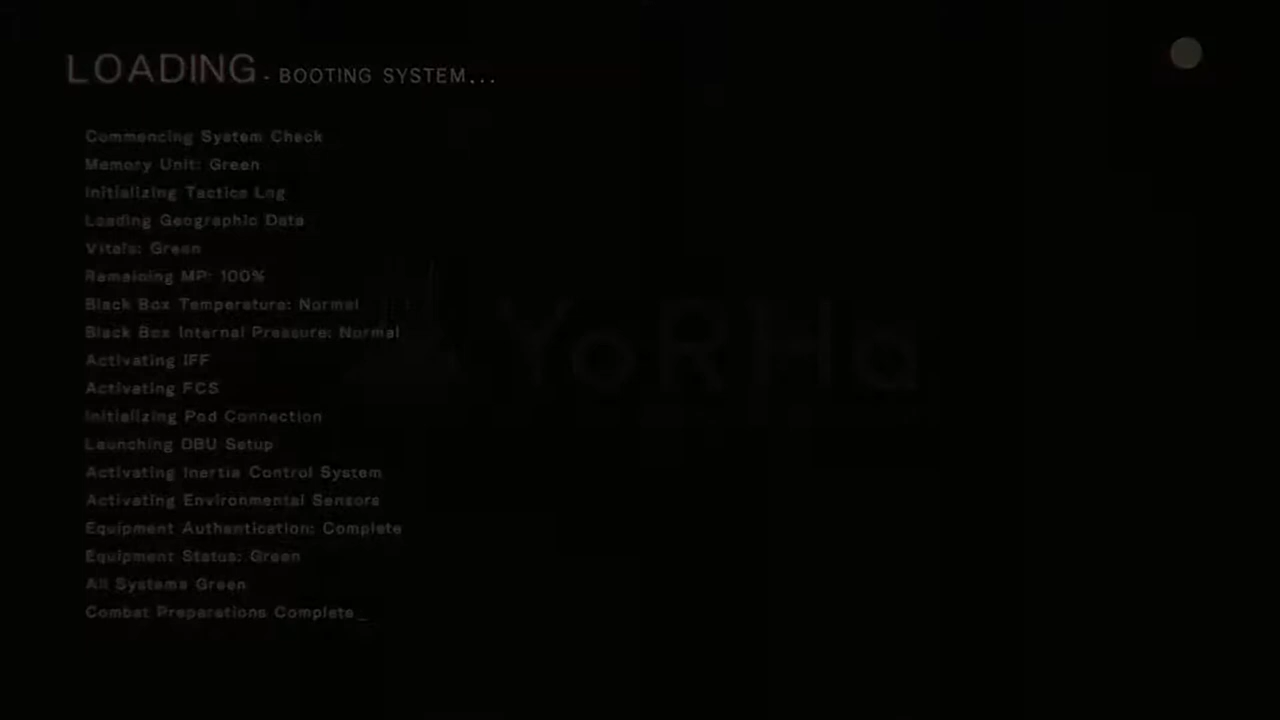 LOADING - BOOTING SYSTEM...
Commencing System Check
Memory Unit: Green
Initializing Tactics Log
Loading Geographic Data
Vitals: Green
Remaining MP: 100%
Black Box Temperature: Normal
Black Box Internal Pressure: Normal
YoRHa
Activating IFF
Activating FCS
Initializing Pod Connection
Launching DBU Setup
Activating Inertia Control System
Activating Environmental Sensors
Equipment Authentication: Complete
Equipment Status: Green
All Systems Green
Combat Preparations Complete_